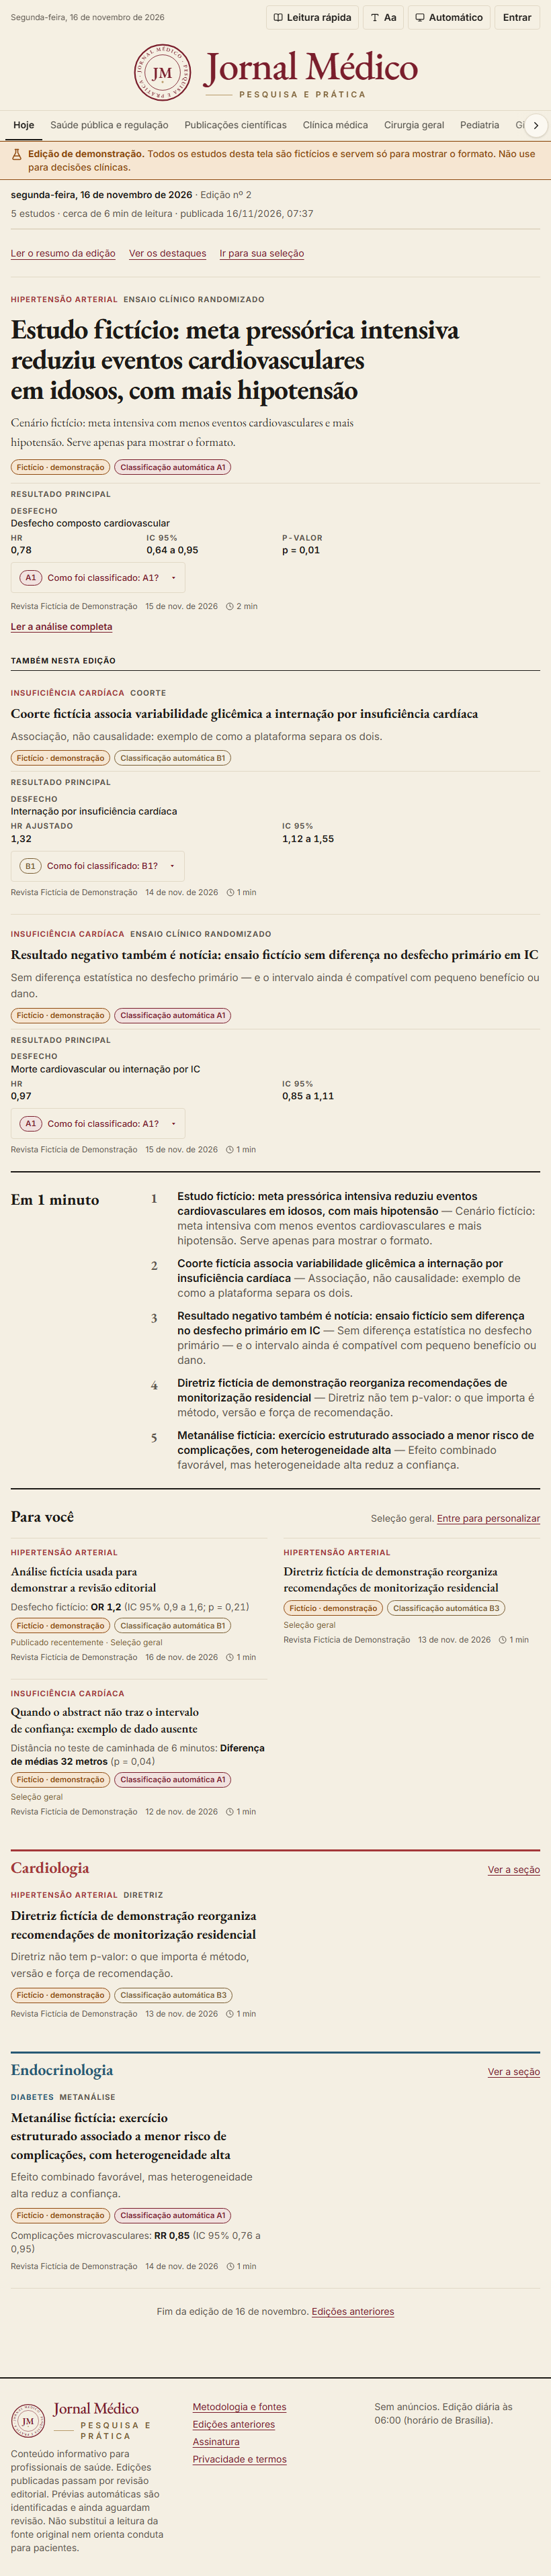 Segunda-feira, 16 de novembro de 2026
Leitura rápida
Aa
Automático
Entrar
JORNAL MÉDICO · PESQUISA E PRÁTICA
JM
Jornal Médico
PESQUISA E PRÁTICA
Hoje
Saúde pública e regulação
Publicações científicas
Clínica médica
Cirurgia geral
Pediatria
Edição de demonstração. Todos os estudos desta tela são fictícios e servem só para mostrar o formato. Não use
para decisões clínicas.
segunda-feira, 16 de novembro de 2026 · Edição nº 2
5 estudos · cerca de 6 min de leitura · publicada 16/11/2026, 07:37
Ler o resumo da edição
Ver os destaques
Ir para sua seleção
HIPERTENSÃO ARTERIAL ENSAIO CLÍNICO RANDOMIZADO
Estudo fictício: meta pressórica intensiva
reduziu eventos cardiovasculares
em idosos, com mais hipotensão
Cenário fictício: meta intensiva com menos eventos cardiovasculares e mais
hipotensão. Serve apenas para mostrar o formato.
Fictício · demonstração
Classificação automática A1
RESULTADO PRINCIPAL
DESFECHO
Desfecho composto cardiovascular
HR IC 95% P-VALOR
0,78 0,64 a 0,95 p = 0,01
A1 Como foi classificado: A1?
Revista Fictícia de Demonstração 15 de nov. de 2026 2 min
Ler a análise completa
TAMBÉM NESTA EDIÇÃO
INSUFICIÊNCIA CARDÍACA COORTE
Coorte fictícia associa variabilidade glicêmica a internação por insuficiência cardíaca
Associação, não causalidade: exemplo de como a plataforma separa os dois.
Fictício · demonstração
Classificação automática B1
RESULTADO PRINCIPAL
DESFECHO
Internação por insuficiência cardíaca
HR AJUSTADO IC 95%
1,32 1,12 a 1,55
B1 Como foi classificado: B1?
Revista Fictícia de Demonstração 14 de nov. de 2026 1 min
INSUFICIÊNCIA CARDÍACA ENSAIO CLÍNICO RANDOMIZADO
Resultado negativo também é notícia: ensaio fictício sem diferença no desfecho primário em IC
Sem diferença estatística no desfecho primário — e o intervalo ainda é compatível com pequeno benefício ou
dano.
Fictício · demonstração
Classificação automática A1
RESULTADO PRINCIPAL
DESFECHO
Morte cardiovascular ou internação por IC
HR IC 95%
0,97 0,85 a 1,11
A1 Como foi classificado: A1?
Revista Fictícia de Demonstração 15 de nov. de 2026 1 min
Em 1 minuto
1 Estudo fictício: meta pressórica intensiva reduziu eventos
cardiovasculares em idosos, com mais hipotensão — Cenário fictício:
meta intensiva com menos eventos cardiovasculares e mais
hipotensão. Serve apenas para mostrar o formato.
2 Coorte fictícia associa variabilidade glicêmica a internação por
insuficiência cardíaca — Associação, não causalidade: exemplo de
como a plataforma separa os dois.
3 Resultado negativo também é notícia: ensaio fictício sem diferença
no desfecho primário em IC — Sem diferença estatística no desfecho
primário — e o intervalo ainda é compatível com pequeno benefício ou
dano.
4 Diretriz fictícia de demonstração reorganiza recomendações de
monitorização residencial — Diretriz não tem p-valor: o que importa é
método, versão e força de recomendação.
5 Metanálise fictícia: exercício estruturado associado a menor risco de
complicações, com heterogeneidade alta — Efeito combinado
favorável, mas heterogeneidade alta reduz a confiança.
Para você
Seleção geral. Entre para personalizar
HIPERTENSÃO ARTERIAL
Análise fictícia usada para
demonstrar a revisão editorial
Desfecho fictício: OR 1,2 (IC 95% 0,9 a 1,6; p = 0,21)
Fictício · demonstração
Classificação automática B1
Publicado recentemente · Seleção geral
Revista Fictícia de Demonstração 16 de nov. de 2026 1 min
HIPERTENSÃO ARTERIAL
Diretriz fictícia de demonstração reorganiza
recomendações de monitorização residencial
Fictício · demonstração
Classificação automática B3
Seleção geral
Revista Fictícia de Demonstração 13 de nov. de 2026 1 min
INSUFICIÊNCIA CARDÍACA
Quando o abstract não traz o intervalo
de confiança: exemplo de dado ausente
Distância no teste de caminhada de 6 minutos: Diferença
de médias 32 metros (p = 0,04)
Fictício · demonstração
Classificação automática A1
Seleção geral
Revista Fictícia de Demonstração 12 de nov. de 2026 1 min
Cardiologia
Ver a seção
HIPERTENSÃO ARTERIAL DIRETRIZ
Diretriz fictícia de demonstração reorganiza
recomendações de monitorização residencial
Diretriz não tem p-valor: o que importa é método,
versão e força de recomendação.
Fictício · demonstração
Classificação automática B3
Revista Fictícia de Demonstração 13 de nov. de 2026 1 min
Endocrinologia
Ver a seção
DIABETES METANÁLISE
Metanálise fictícia: exercício
estruturado associado a menor risco de
complicações, com heterogeneidade alta
Efeito combinado favorável, mas heterogeneidade
alta reduz a confiança.
Fictício · demonstração
Classificação automática A1
Complicações microvasculares: RR 0,85 (IC 95% 0,76 a
0,95)
Revista Fictícia de Demonstração 14 de nov. de 2026 1 min
Fim da edição de 16 de novembro. Edições anteriores
JM
Jornal Médico
PESQUISA E
PRÁTICA
Conteúdo informativo para
profissionais de saúde. Edições
publicadas passam por revisão
editorial. Prévias automáticas são
identificadas e ainda aguardam
revisão. Não substitui a leitura da
fonte original nem orienta conduta
para pacientes.
Metodologia e fontes
Edições anteriores
Assinatura
Privacidade e termos
Sem anúncios. Edição diária às
06:00 (horário de Brasília).